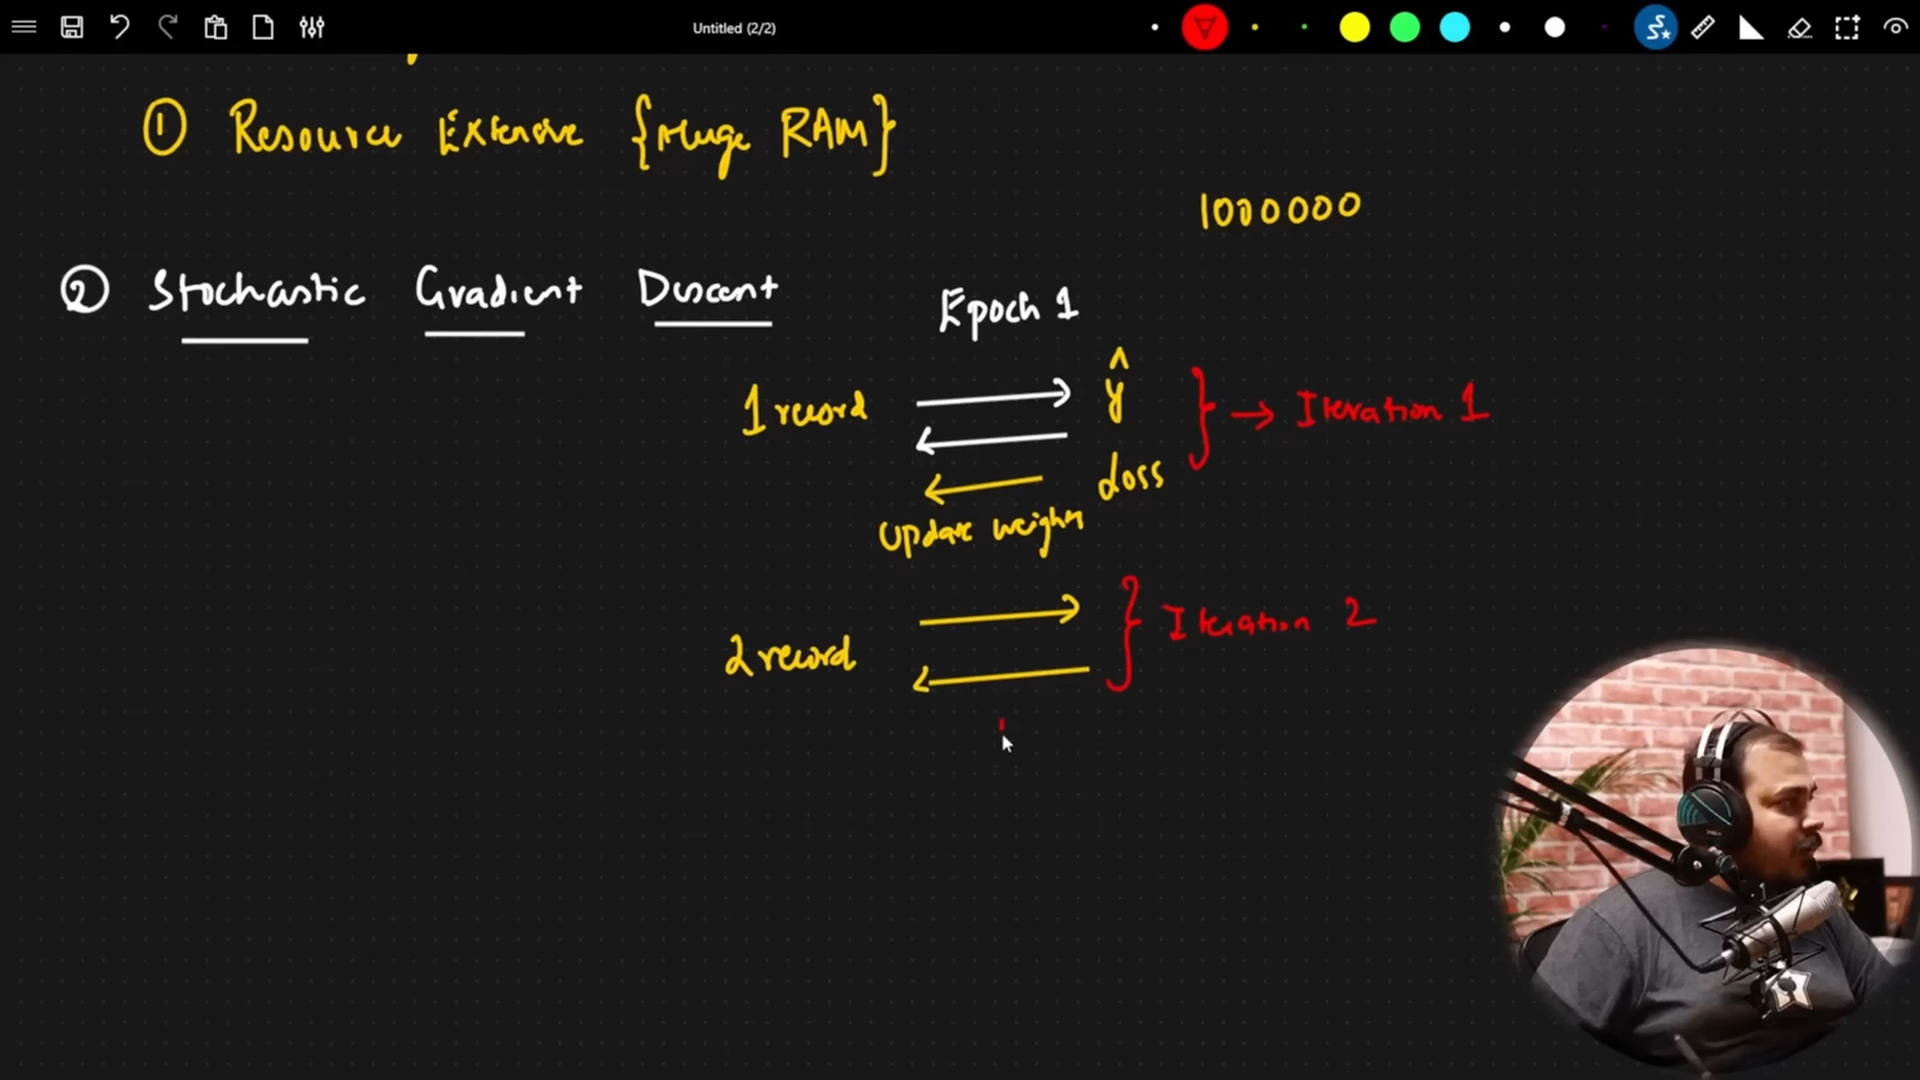 Untitled (2/2)
① Resource Extensive {Huge RAM}
1000000
② Stochastic Gradient Descent
Epoch 1
1 record ŷ → Iteration 1
Loss
Update weights
2 record Iteration 2